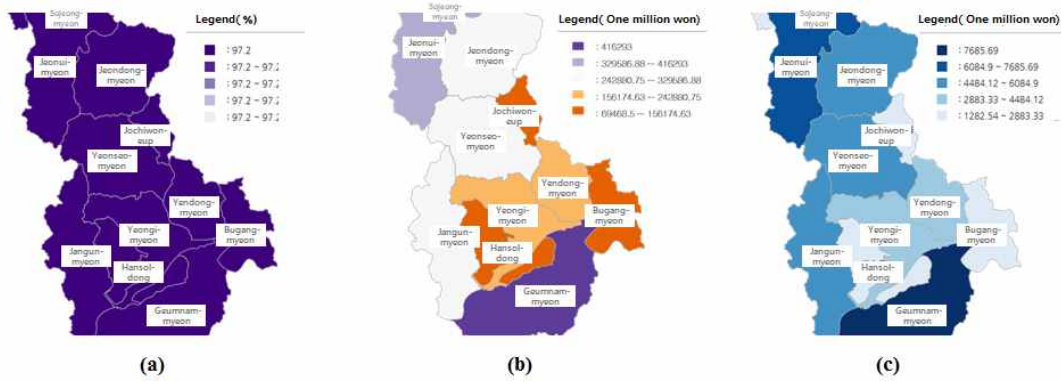 Sojeong-
myeon
Jeonui-
myeon
Jeondong-
myeon
Jochiwon-
eup
Yeonseo-
myeon
Yendong-
myeon
Yeongi-
myeon
Bugang-
myeon
Jangun-
myeon
Hansol-
dong
Geumnam-
myeon
Legend( %)
: 97.2
: 97.2 ~ 97.2
: 97.2 ~ 97.2
: 97.2 ~ 97.2
: 97.2 ~ 97.2
(a)
Sojeong-
myeon
Jeonui-
myeon
Jeondong-
myeon
Jochiwon-
eup
Yeonseo-
myeon
Yendong-
myeon
Yeongi-
myeon
Bugang-
myeon
Jangun-
myeon
Hansol-
dong
Geumnam-
myeon
Legend( One million won)
: 416293
: 329586.88 ~ 416293
: 242880.75 ~ 329586.88
: 156174.63 ~ 242880.75
: 69468.5 ~ 156174.63
(b)
Sojeong-
myeon
Jeonui-
myeon
Jeondong-
myeon
Jochiwon-
eup
Yeonseo-
myeon
Yendong-
myeon
Yeongi-
myeon
Bugang-
myeon
Jangun-
myeon
Hansol-
dong
Geumnam-
myeon
Legend( One million won)
: 7685.69
: 6084.9 ~ 7685.69
: 4484.12 ~ 6084.9
: 2883.33 ~ 4484.12
: 1282.54 ~ 2883.33
(c)